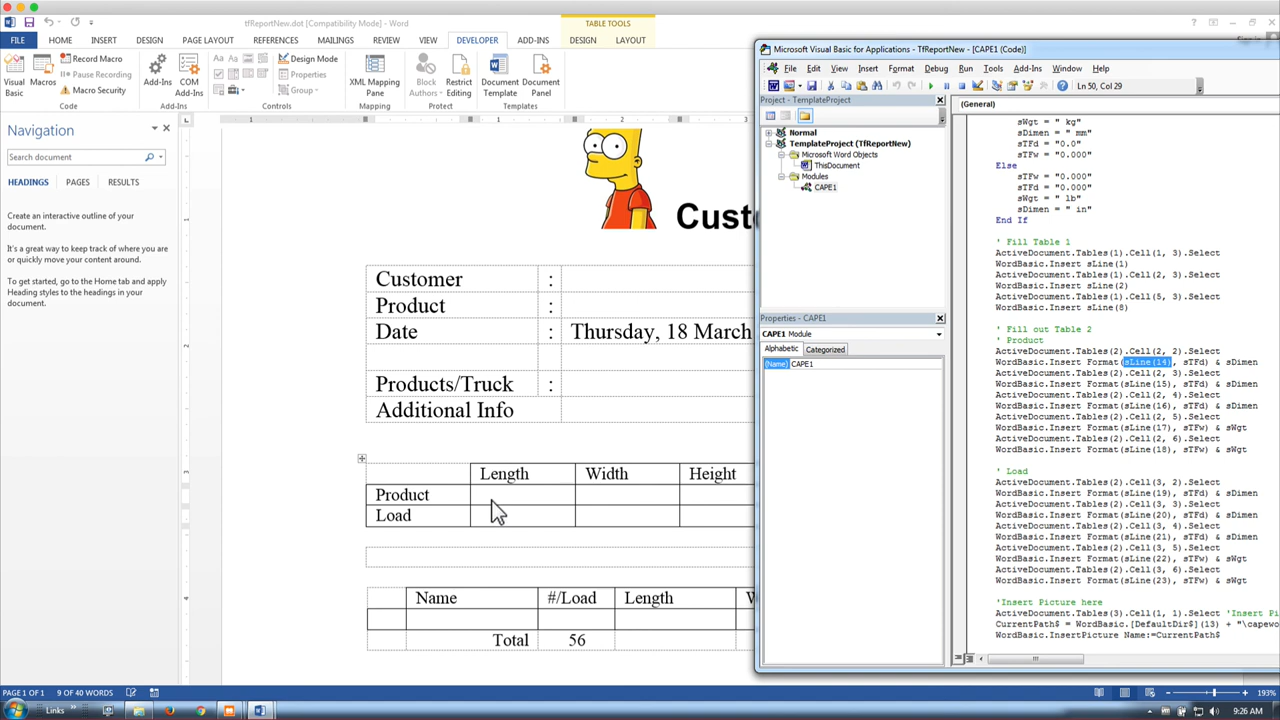 tfReportNew.dot [Compatibility Mode] - Word
TABLE TOOLS
FILE HOME INSERT DESIGN PAGE LAYOUT REFERENCES MAILINGS REVIEW VIEW DEVELOPER ADD-INS DESIGN LAYOUT
Sign in
Visual Basic
Macros
Record Macro
Pause Recording
Macro Security
Code
Add-Ins
COM Add-Ins
Add-Ins
Design Mode
Properties
Group
Controls
XML Mapping Pane
Mapping
Block Authors
Restrict Editing
Protect
Document Template
Document Panel
Templates
Navigation
Search document
HEADINGS PAGES RESULTS
Create an interactive outline of your
document.
It's a great way to keep track of where you are
or quickly move your content around.
To get started, go to the Home tab and apply
Heading styles to the headings in your
document.
1 1 2 3
1
2
3
4
Custo
Customer :
Product :
Date : Thursday, 18 March
Products/Truck :
Additional Info
Length Width Height
Product
Load
Name #/Load Length W
Total 56
PAGE 1 OF 1 9 OF 40 WORDS
193%
Links
9:26 AM
Microsoft Visual Basic for Applications - TfReportNew - [CAPE1 (Code)]
File Edit View Insert Format Debug Run Tools Add-Ins Window Help
Ln 50, Col 29
Project - TemplateProject
Normal
TemplateProject (TfReportNew)
Microsoft Word Objects
ThisDocument
Modules
CAPE1
Properties - CAPE1
CAPE1 Module
Alphabetic Categorized
(Name) CAPE1
(General)
sWgt = " kg"
sDimen = " mm"
sTFd = "0.0"
sTFw = "0.000"
Else
sTFw = "0.000"
sTFd = "0.000"
sWgt = " lb"
sDimen = " in"
End If
' Fill Table 1
ActiveDocument.Tables(1).Cell(1, 3).Select
WordBasic.Insert sLine(1)
ActiveDocument.Tables(1).Cell(2, 3).Select
WordBasic.Insert sLine(2)
ActiveDocument.Tables(1).Cell(5, 3).Select
WordBasic.Insert sLine(8)
' Fill out Table 2
' Product
ActiveDocument.Tables(2).Cell(2, 2).Select
WordBasic.Insert Format(sLine(14), sTFd) & sDimen
ActiveDocument.Tables(2).Cell(2, 3).Select
WordBasic.Insert Format(sLine(15), sTFd) & sDimen
ActiveDocument.Tables(2).Cell(2, 4).Select
WordBasic.Insert Format(sLine(16), sTFd) & sDimen
ActiveDocument.Tables(2).Cell(2, 5).Select
WordBasic.Insert Format(sLine(17), sTFw) & sWgt
ActiveDocument.Tables(2).Cell(2, 6).Select
WordBasic.Insert Format(sLine(18), sTFw) & sWgt
' Load
ActiveDocument.Tables(2).Cell(3, 2).Select
WordBasic.Insert Format(sLine(19), sTFd) & sDimen
ActiveDocument.Tables(2).Cell(3, 3).Select
WordBasic.Insert Format(sLine(20), sTFd) & sDimen
ActiveDocument.Tables(2).Cell(3, 4).Select
WordBasic.Insert Format(sLine(21), sTFd) & sDimen
ActiveDocument.Tables(2).Cell(3, 5).Select
WordBasic.Insert Format(sLine(22), sTFw) & sWgt
ActiveDocument.Tables(2).Cell(3, 6).Select
WordBasic.Insert Format(sLine(23), sTFw) & sWgt
'Insert Picture here
ActiveDocument.Tables(3).Cell(1, 1).Select 'Insert Pi
CurrentPath$ = WordBasic.[DefaultDir$](13) + "\capewo
WordBasic.InsertPicture Name:=CurrentPath$